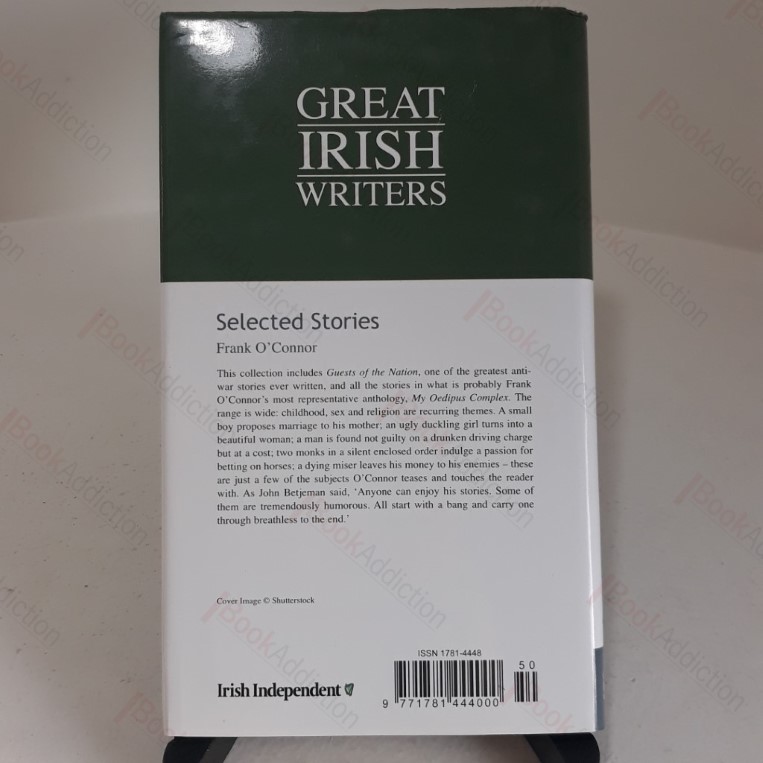 GREAT
IRISH
WRITERS
Selected Stories
Frank O'Connor
This collection includes Guests of the Nation, one of the greatest anti-
war stories ever written, and all the stories in what is probably Frank
O'Connor's most representative anthology, My Oedipus Complex. The
range is wide: childhood, sex and religion are recurring themes. A small
boy proposes marriage to his mother; an ugly duckling girl turns into a
beautiful woman; a man is found not guilty on a drunken driving charge
but at a cost; two monks in a silent enclosed order indulge a passion for
betting on horses; a dying miser leaves his money to his enemies – these
are just a few of the subjects O'Connor teases and touches the reader
with. As John Betjeman said, 'Anyone can enjoy his stories. Some of
them are tremendously humorous. All start with a bang and carry one
through breathless to the end.'
Cover Image © Shutterstock
ISSN 1781-4448
50
Irish Independent
9 771781 444000
iBookAddiction